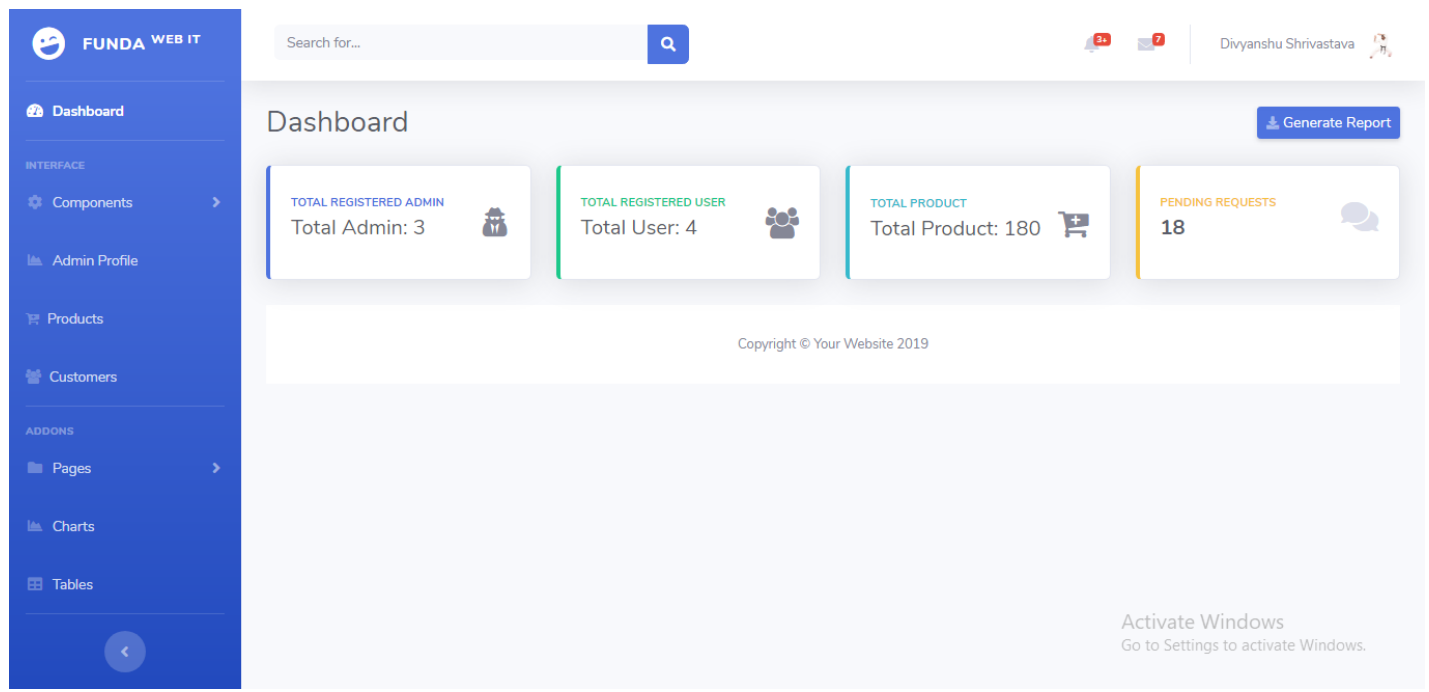 FUNDA WEB IT
Search for...
3+
7
Divyanshu Shrivastava
Dashboard
INTERFACE
Components
Admin Profile
Products
Customers
ADDONS
Pages
Charts
Tables
Dashboard
Generate Report
TOTAL REGISTERED ADMIN
Total Admin: 3
TOTAL REGISTERED USER
Total User: 4
TOTAL PRODUCT
Total Product: 180
PENDING REQUESTS
18
Copyright © Your Website 2019
Activate Windows
Go to Settings to activate Windows.